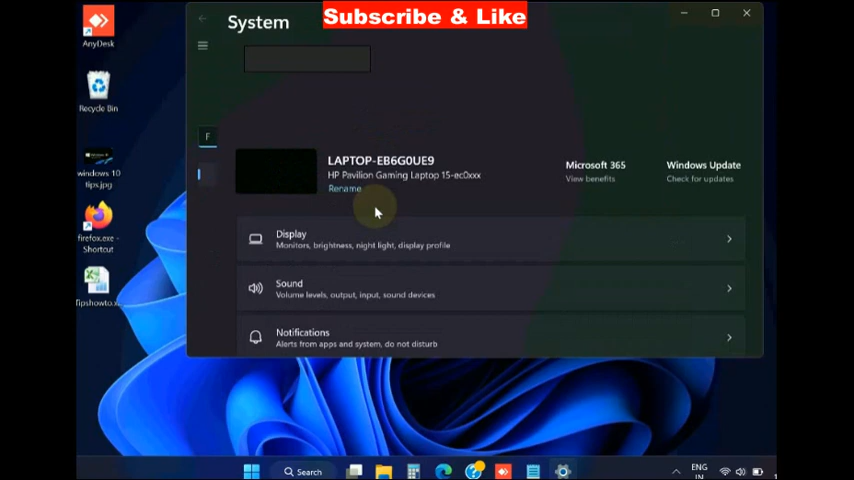 Subscribe & Like
System
AnyDesk
Recycle Bin
windows 10
tips.jpg
firefox.exe -
Shortcut
Tipshowto.x
F
LAPTOP-EB6G0UE9
HP Pavilion Gaming Laptop 15-ec0xxx
Rename
Microsoft 365
View benefits
Windows Update
Check for updates
Display
Monitors, brightness, night light, display profile
Sound
Volume levels, output, input, sound devices
Notifications
Alerts from apps and system, do not disturb
Search
ENG
IN